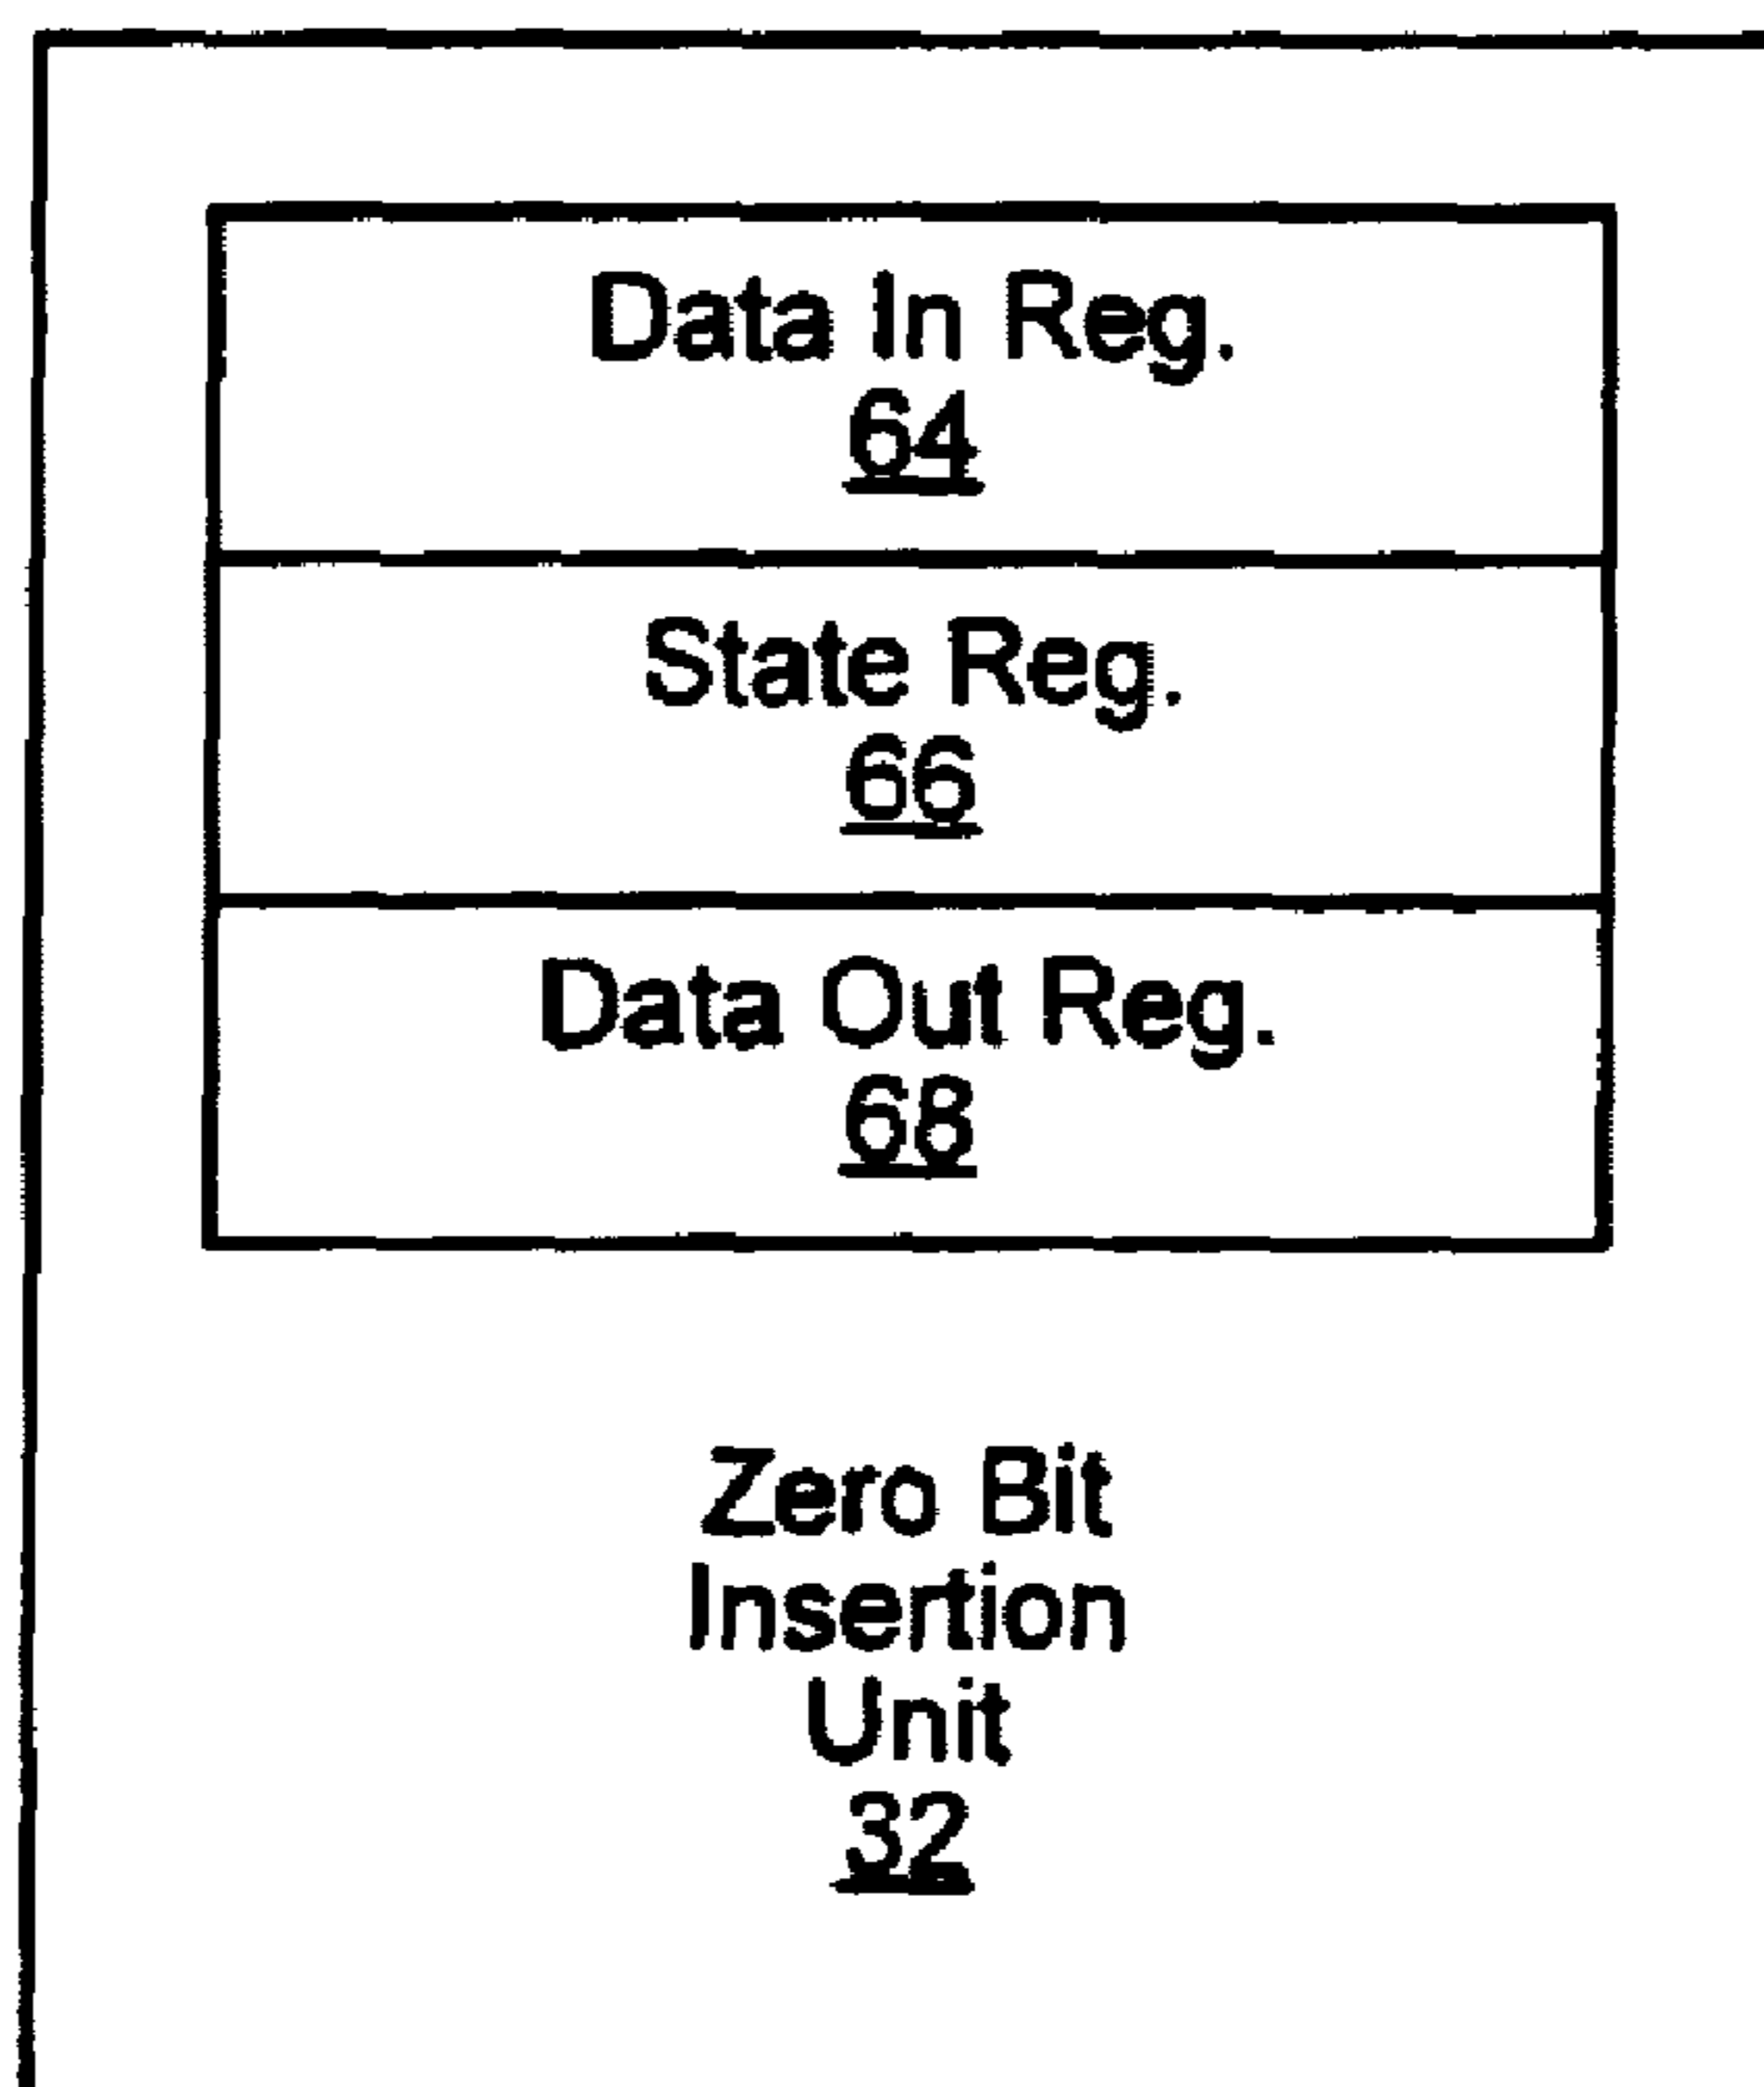 Data In Reg.
64
State Reg.
66
Data Out Reg.
68
Zero Bit
Insertion
Unit
32